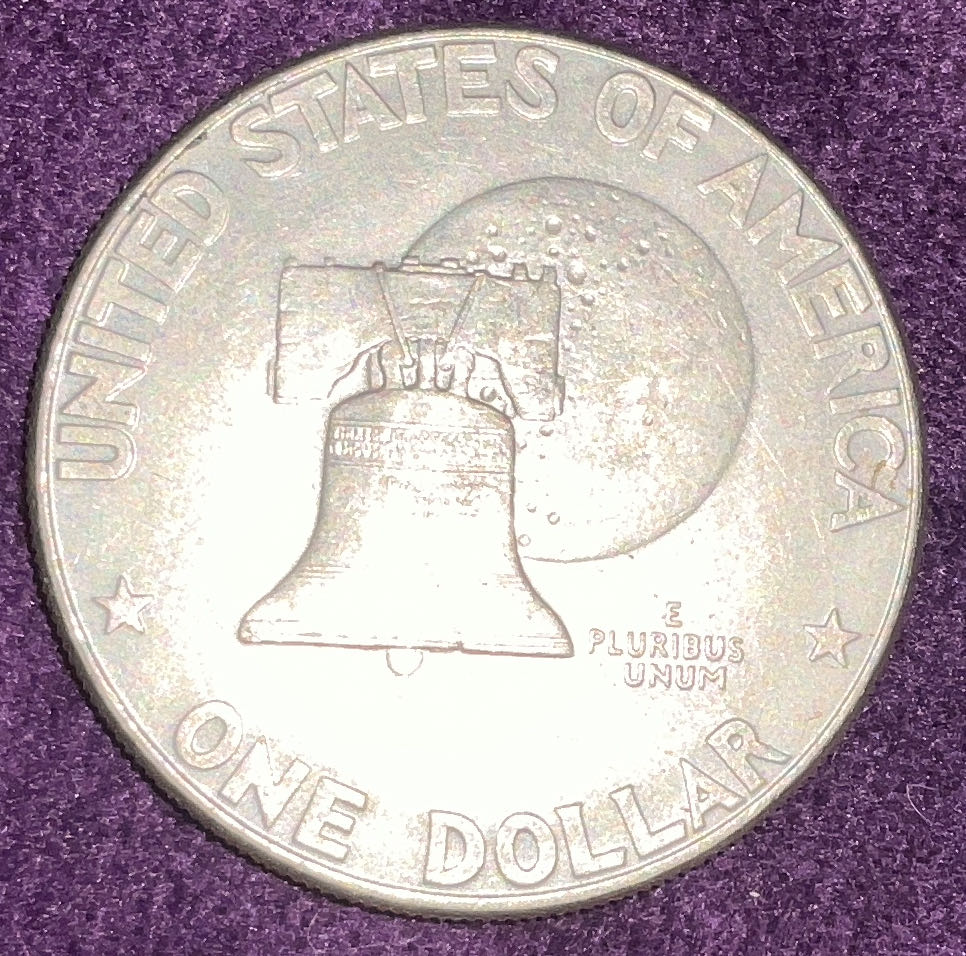 UNITED STATES OF AMERICA
E
PLURIBUS
UNUM
ONE DOLLAR